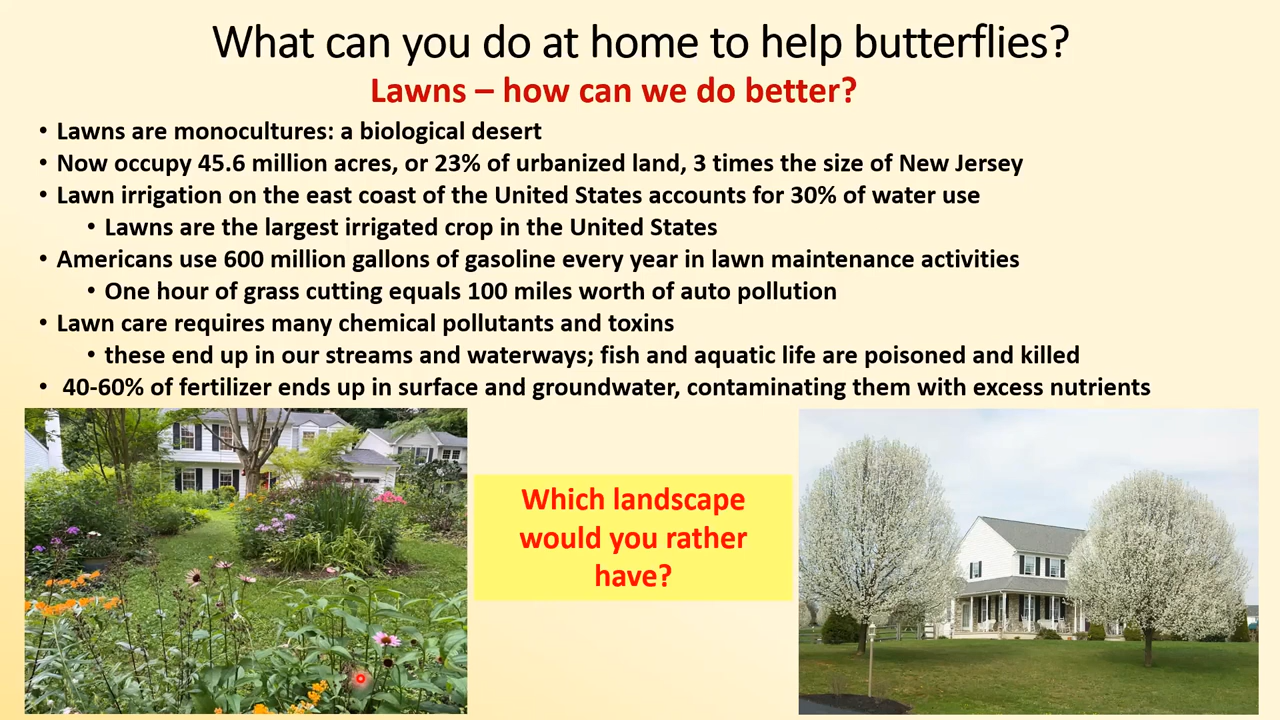 What can you do at home to help butterflies?
Lawns – how can we do better?
• Lawns are monocultures: a biological desert
• Now occupy 45.6 million acres, or 23% of urbanized land, 3 times the size of New Jersey
• Lawn irrigation on the east coast of the United States accounts for 30% of water use
• Lawns are the largest irrigated crop in the United States
• Americans use 600 million gallons of gasoline every year in lawn maintenance activities
• One hour of grass cutting equals 100 miles worth of auto pollution
• Lawn care requires many chemical pollutants and toxins
• these end up in our streams and waterways; fish and aquatic life are poisoned and killed
• 40-60% of fertilizer ends up in surface and groundwater, contaminating them with excess nutrients
Which landscape
would you rather
have?